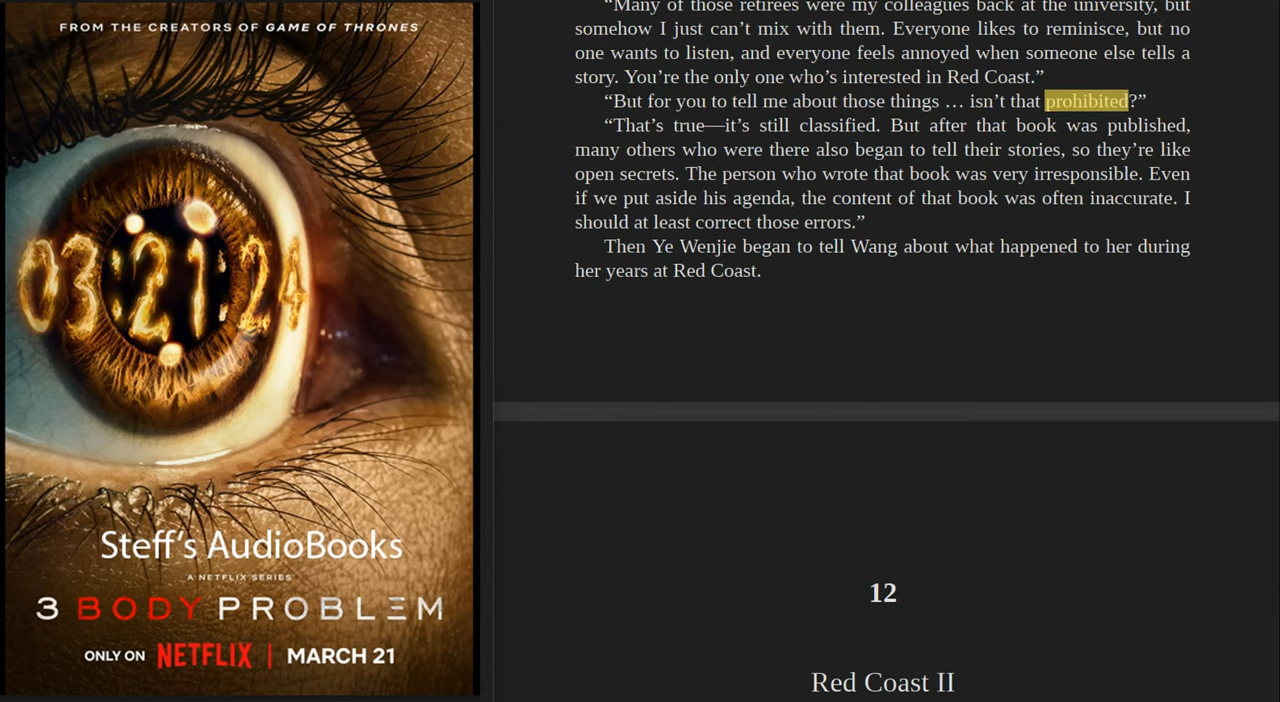 FROM THE CREATORS OF GAME OF THRONES
03:21:24
Steff's AudioBooks
A NETFLIX SERIES
3 BODY PROBLEM
ONLY ON NETFLIX | MARCH 21
“Many of those retirees were my colleagues back at the university, but
somehow I just can’t mix with them. Everyone likes to reminisce, but no
one wants to listen, and everyone feels annoyed when someone else tells a
story. You’re the only one who’s interested in Red Coast.”
“But for you to tell me about those things … isn’t that prohibited?”
“That’s true—it’s still classified. But after that book was published,
many others who were there also began to tell their stories, so they’re like
open secrets. The person who wrote that book was very irresponsible. Even
if we put aside his agenda, the content of that book was often inaccurate. I
should at least correct those errors.”
Then Ye Wenjie began to tell Wang about what happened to her during
her years at Red Coast.
12
Red Coast II